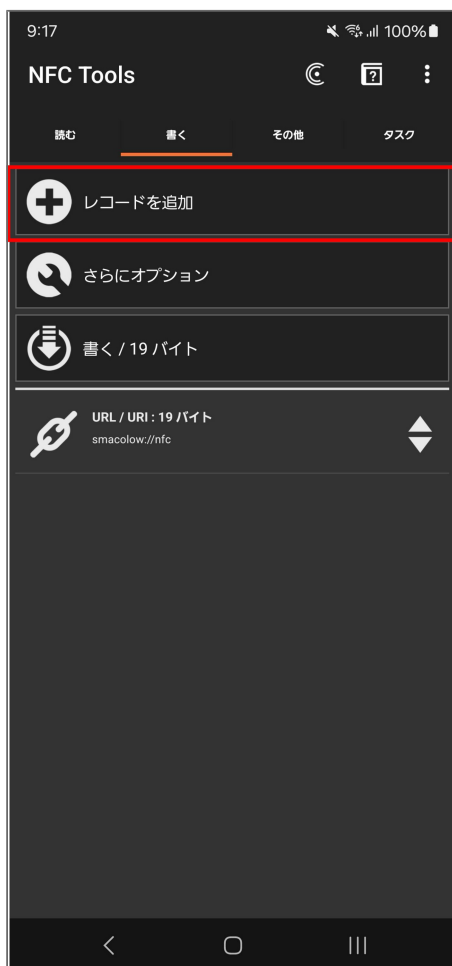 9:17 100%
NFC Tools
読む 書く その他 タスク
レコードを追加
さらにオプション
書く / 19 バイト
URL / URI : 19 バイト
smacolow://nfc